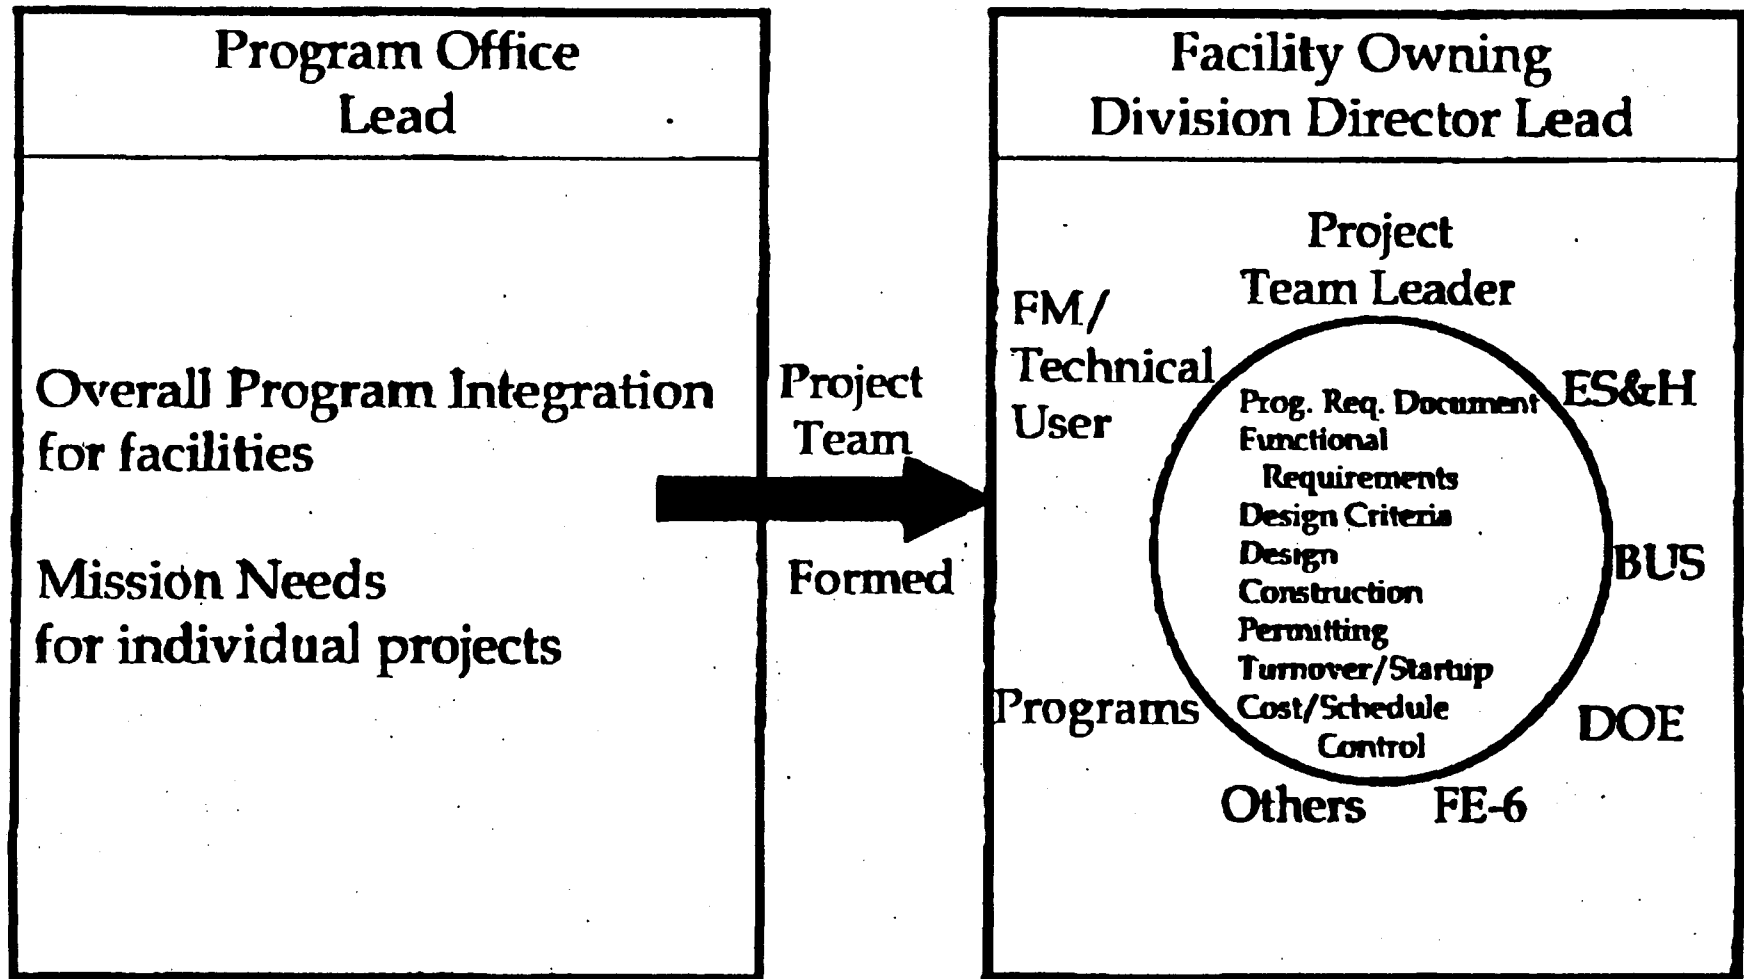 Program Office
Lead
Overall Program Integration
for facilities
Mission Needs
for individual projects
Project
Team
Formed
Facility Owning
Division Director Lead
Project
Team Leader
FM/
Technical
User
ES&H
BUS
DOE
FE-6
Others
Programs
Prog. Req. Document
Functional
Requirements
Design Criteria
Design
Construction
Permitting
Turnover/Startup
Cost/Schedule
Control